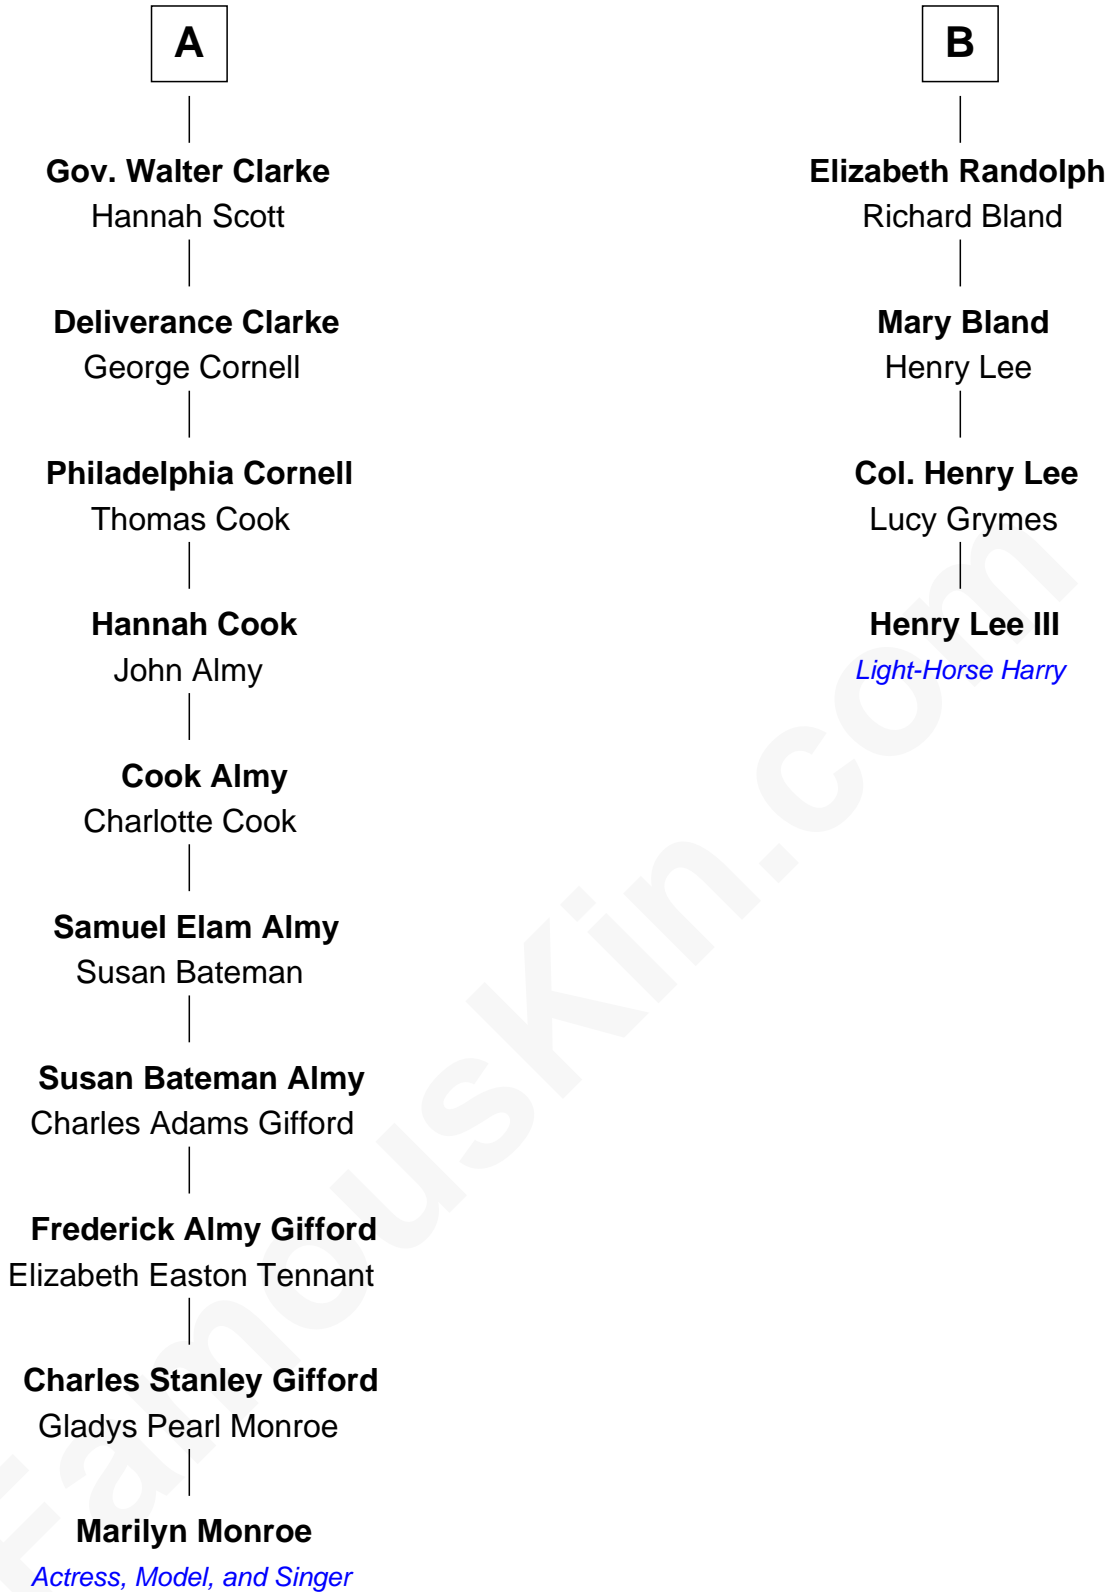 A
Gov. Walter Clarke
Hannah Scott
Deliverance Clarke
George Cornell
Philadelphia Cornell
Thomas Cook
Hannah Cook
John Almy
Cook Almy
Charlotte Cook
Samuel Elam Almy
Susan Bateman
Susan Bateman Almy
Charles Adams Gifford
Frederick Almy Gifford
Elizabeth Easton Tennant
Charles Stanley Gifford
Gladys Pearl Monroe
Marilyn Monroe
Actress, Model, and Singer
B
Elizabeth Randolph
Richard Bland
Mary Bland
Henry Lee
Col. Henry Lee
Lucy Grymes
Henry Lee III
Light-Horse Harry
FamousKin.com